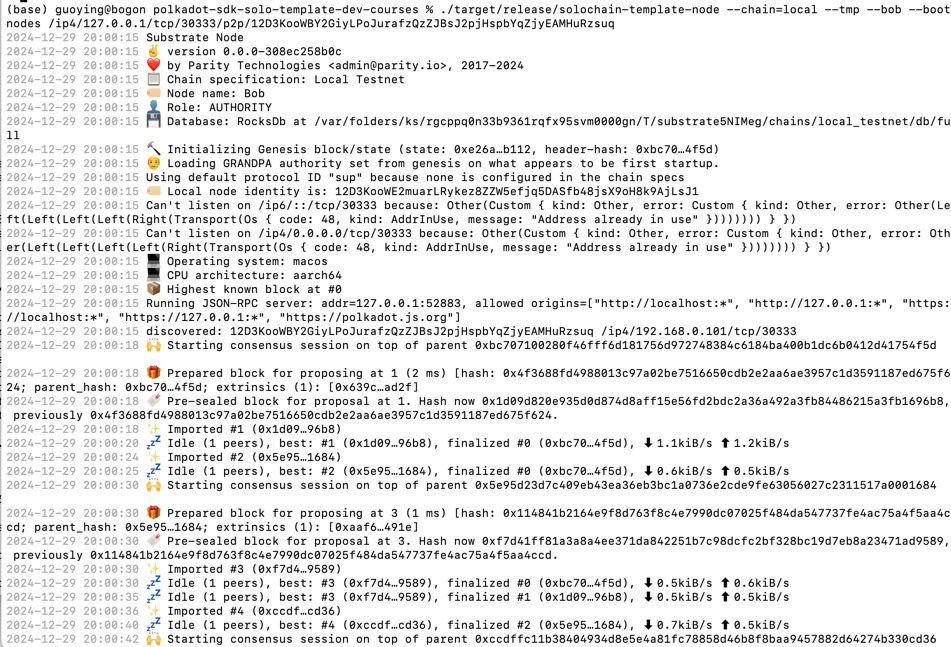 (base) guoying@bogon polkadot-sdk-solo-template-dev-courses % ./target/release/solochain-template-node --chain=local --tmp --bob --boot
nodes /ip4/127.0.0.1/tcp/30333/p2p/12D3KooWBY2GiyLPoJurafzQzZJBsJ2pjHspbYqZjyEAMHuRzsuq
2024-12-29 20:00:15 Substrate Node
2024-12-29 20:00:15 ✌️ version 0.0.0-308ec258b0c
2024-12-29 20:00:15 ❤️ by Parity Technologies <admin@parity.io>, 2017-2024
2024-12-29 20:00:15 📋 Chain specification: Local Testnet
2024-12-29 20:00:15 🏷 Node name: Bob
2024-12-29 20:00:15 👤 Role: AUTHORITY
2024-12-29 20:00:15 💾 Database: RocksDb at /var/folders/ks/rgcppq0n33b9361rqfx95svm0000gn/T/substrate5NIMeg/chains/local_testnet/db/fu
ll
2024-12-29 20:00:15 🔨 Initializing Genesis block/state (state: 0xe26a…b112, header-hash: 0xbc70…4f5d)
2024-12-29 20:00:15 👴 Loading GRANDPA authority set from genesis on what appears to be first startup.
2024-12-29 20:00:15 Using default protocol ID "sup" because none is configured in the chain specs
2024-12-29 20:00:15 🏷 Local node identity is: 12D3KooWE2muarLRykez8ZZW5efjq5DASfb48jsX9oH8k9AjLsJ1
2024-12-29 20:00:15 Can't listen on /ip6/::/tcp/30333 because: Other(Custom { kind: Other, error: Custom { kind: Other, error: Other(Le
ft(Left(Left(Left(Right(Transport(Os { code: 48, kind: AddrInUse, message: "Address already in use" })))))))) } })
2024-12-29 20:00:15 Can't listen on /ip4/0.0.0.0/tcp/30333 because: Other(Custom { kind: Other, error: Custom { kind: Other, error: Oth
er(Left(Left(Left(Left(Right(Transport(Os { code: 48, kind: AddrInUse, message: "Address already in use" })))))))) } })
2024-12-29 20:00:15 💻 Operating system: macos
2024-12-29 20:00:15 💻 CPU architecture: aarch64
2024-12-29 20:00:15 📦 Highest known block at #0
2024-12-29 20:00:15 Running JSON-RPC server: addr=127.0.0.1:52883, allowed origins=["http://localhost:*", "http://127.0.0.1:*", "https:
//localhost:*", "https://127.0.0.1:*", "https://polkadot.js.org"]
2024-12-29 20:00:15 discovered: 12D3KooWBY2GiyLPoJurafzQzZJBsJ2pjHspbYqZjyEAMHuRzsuq /ip4/192.168.0.101/tcp/30333
2024-12-29 20:00:18 🙌 Starting consensus session on top of parent 0xbc707100280f46fff6d181756d972748384c6184ba400b1dc6b0412d41754f5d
2024-12-29 20:00:18 🎁 Prepared block for proposing at 1 (2 ms) [hash: 0x4f3688fd4988013c97a02be7516650cdb2e2aa6ae3957c1d3591187ed675f6
24; parent_hash: 0xbc70…4f5d; extrinsics (1): [0x639c…ad2f]
2024-12-29 20:00:18 🔖 Pre-sealed block for proposal at 1. Hash now 0x1d09d820e935d0d874d8aff15e56fd2bdc2a36a492a3fb84486215a3fb1696b8,
previously 0x4f3688fd4988013c97a02be7516650cdb2e2aa6ae3957c1d3591187ed675f624.
2024-12-29 20:00:18 ✨ Imported #1 (0x1d09…96b8)
2024-12-29 20:00:20 💤 Idle (1 peers), best: #1 (0x1d09…96b8), finalized #0 (0xbc70…4f5d), ⬇ 1.1kiB/s ⬆ 1.2kiB/s
2024-12-29 20:00:24 ✨ Imported #2 (0x5e95…1684)
2024-12-29 20:00:25 💤 Idle (1 peers), best: #2 (0x5e95…1684), finalized #0 (0xbc70…4f5d), ⬇ 0.6kiB/s ⬆ 0.5kiB/s
2024-12-29 20:00:30 🙌 Starting consensus session on top of parent 0x5e95d23d7c409eb43ea36eb3bc1a0736e2cde9fe63056027c2311517a0001684
2024-12-29 20:00:30 🎁 Prepared block for proposing at 3 (1 ms) [hash: 0x114841b2164e9f8d763f8c4e7990dc07025f484da547737fe4ac75a4f5aa4c
cd; parent_hash: 0x5e95…1684; extrinsics (1): [0xaaf6…491e]
2024-12-29 20:00:30 🔖 Pre-sealed block for proposal at 3. Hash now 0xf7d41ff81a3a8a4ee371da842251b7c98dcfc2bf328bc19d7eb8a23471ad9589,
previously 0x114841b2164e9f8d763f8c4e7990dc07025f484da547737fe4ac75a4f5aa4ccd.
2024-12-29 20:00:30 ✨ Imported #3 (0xf7d4…9589)
2024-12-29 20:00:30 💤 Idle (1 peers), best: #3 (0xf7d4…9589), finalized #0 (0xbc70…4f5d), ⬇ 0.5kiB/s ⬆ 0.6kiB/s
2024-12-29 20:00:35 💤 Idle (1 peers), best: #3 (0xf7d4…9589), finalized #1 (0x1d09…96b8), ⬇ 0.5kiB/s ⬆ 0.5kiB/s
2024-12-29 20:00:36 ✨ Imported #4 (0xccdf…cd36)
2024-12-29 20:00:40 💤 Idle (1 peers), best: #4 (0xccdf…cd36), finalized #2 (0x5e95…1684), ⬇ 0.7kiB/s ⬆ 0.5kiB/s
2024-12-29 20:00:42 🙌 Starting consensus session on top of parent 0xccdffc11b38404934d8e5e4a81fc78858d46b8f8baa9457882d64274b330cd36